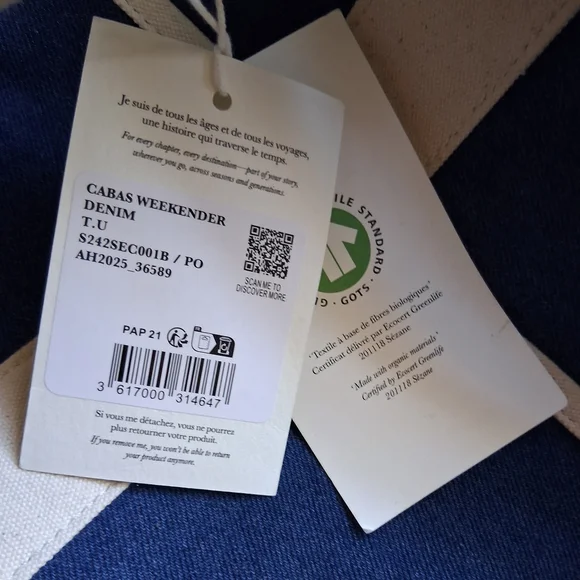 Je suis de tous les âges et de tous les voyages,
une histoire qui traverse le temps.
For every chapter, every destination—part of your story,
wherever you go, across seasons and generations.
CABAS WEEKENDER
DENIM
T.U
S242SEC001B / PO
AH2025_36589
SCAN ME TO
DISCOVER MORE
PAP 21
3 617000 314647
Si vous me détachez, vous ne pourrez
plus retourner votre produit.
If you remove me, you won't be able to return
your product anymore.
ILE STANDARD · GOTS · G
"Textile à base de fibres biologiques"
Certificat délivré par Ecocert Greenlife
20111B Sézane
"Made with organic materials"
Certified by Ecocert Greenlife
20111B Sézane